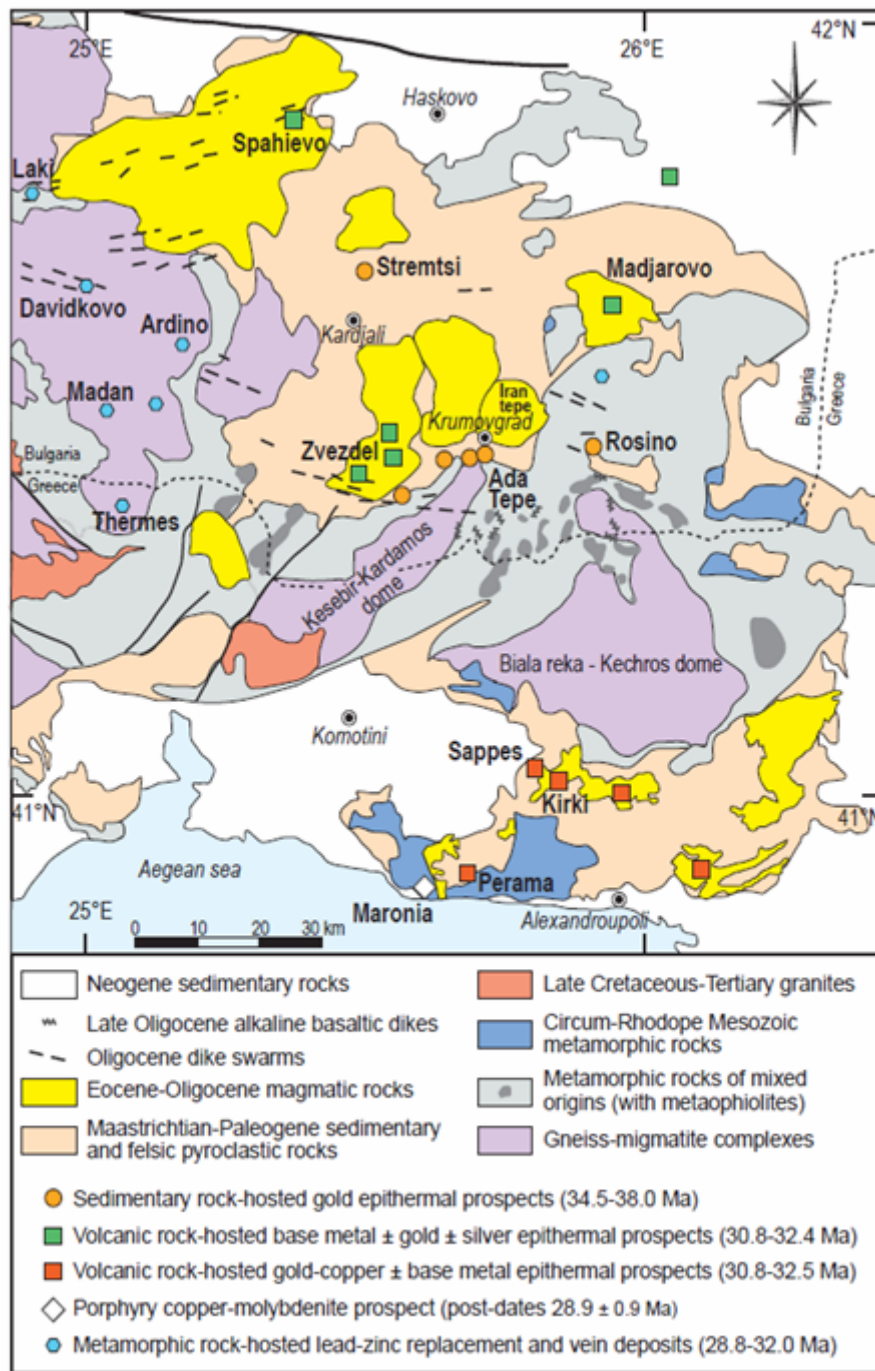 25°E
26°
42°N
Haskovo
Spahievo
Laki
Stremtsi
Madjarovo
Davidkovo
Ardino
Kardjali
Iran
tepe
Krumovgrad
Madan
Bulgaria
Greece
Zvezdel
Rosino
Bulgaria
Greece
Ada
Tepe
Thermes
Kesebir-Kardamos
dome
Biala reka - Kechros dome
Komotini
Sappes
Kirki
41°N
41°N
Aegean sea
Perama
Maronia
Alexandroupoli
25°E
26°
0 10 20 30 km
Neogene sedimentary rocks
Late Oligocene alkaline basaltic dikes
Oligocene dike swarms
Eocene-Oligocene magmatic rocks
Maastrichtian-Paleogene sedimentary
and felsic pyroclastic rocks
Late Cretaceous-Tertiary granites
Circum-Rhodope Mesozoic
metamorphic rocks
Metamorphic rocks of mixed
origins (with metaophiolites)
Gneiss-migmatite complexes
Sedimentary rock-hosted gold epithermal prospects (34.5-38.0 Ma)
Volcanic rock-hosted base metal ± gold ± silver epithermal prospects (30.8-32.4 Ma)
Volcanic rock-hosted gold-copper ± base metal epithermal prospects (30.8-32.5 Ma)
Porphyry copper-molybdenite prospect (post-dates 28.9 ± 0.9 Ma)
Metamorphic rock-hosted lead-zinc replacement and vein deposits (28.8-32.0 Ma)